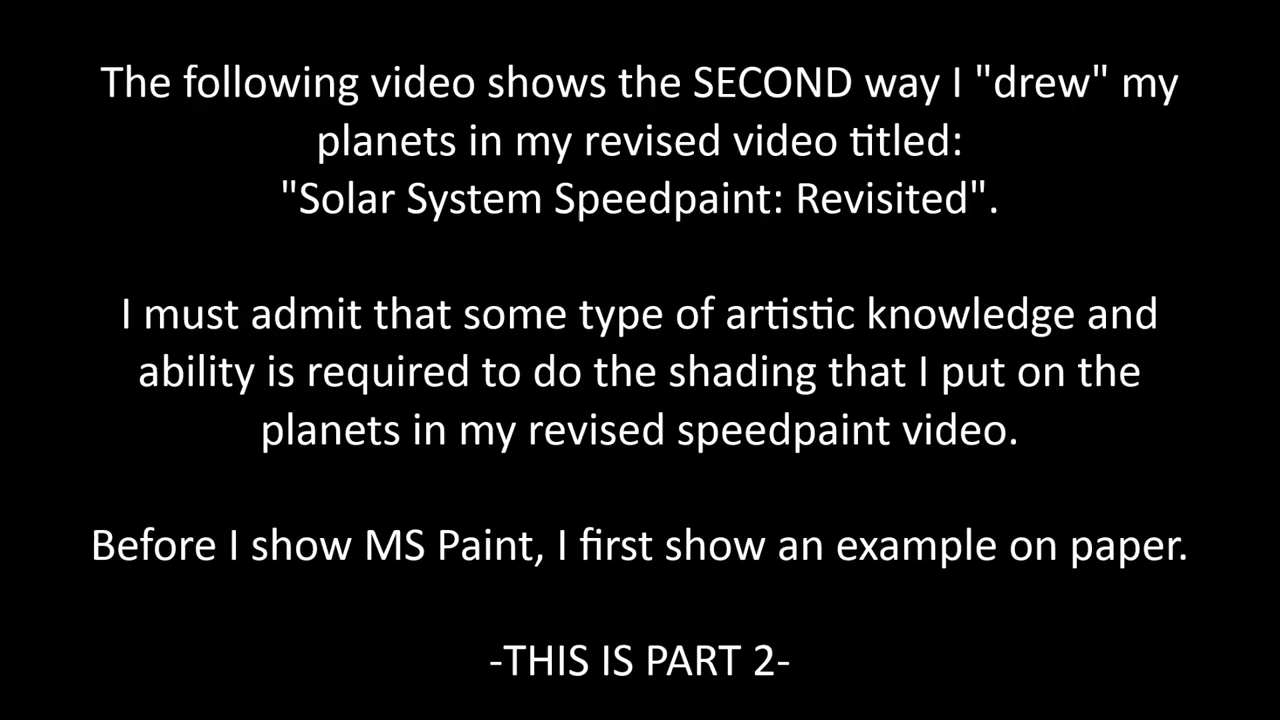 The following video shows the SECOND way I "drew" my
planets in my revised video titled:
"Solar System Speedpaint: Revisited".
I must admit that some type of artistic knowledge and
ability is required to do the shading that I put on the
planets in my revised speedpaint video.
Before I show MS Paint, I first show an example on paper.
-THIS IS PART 2-